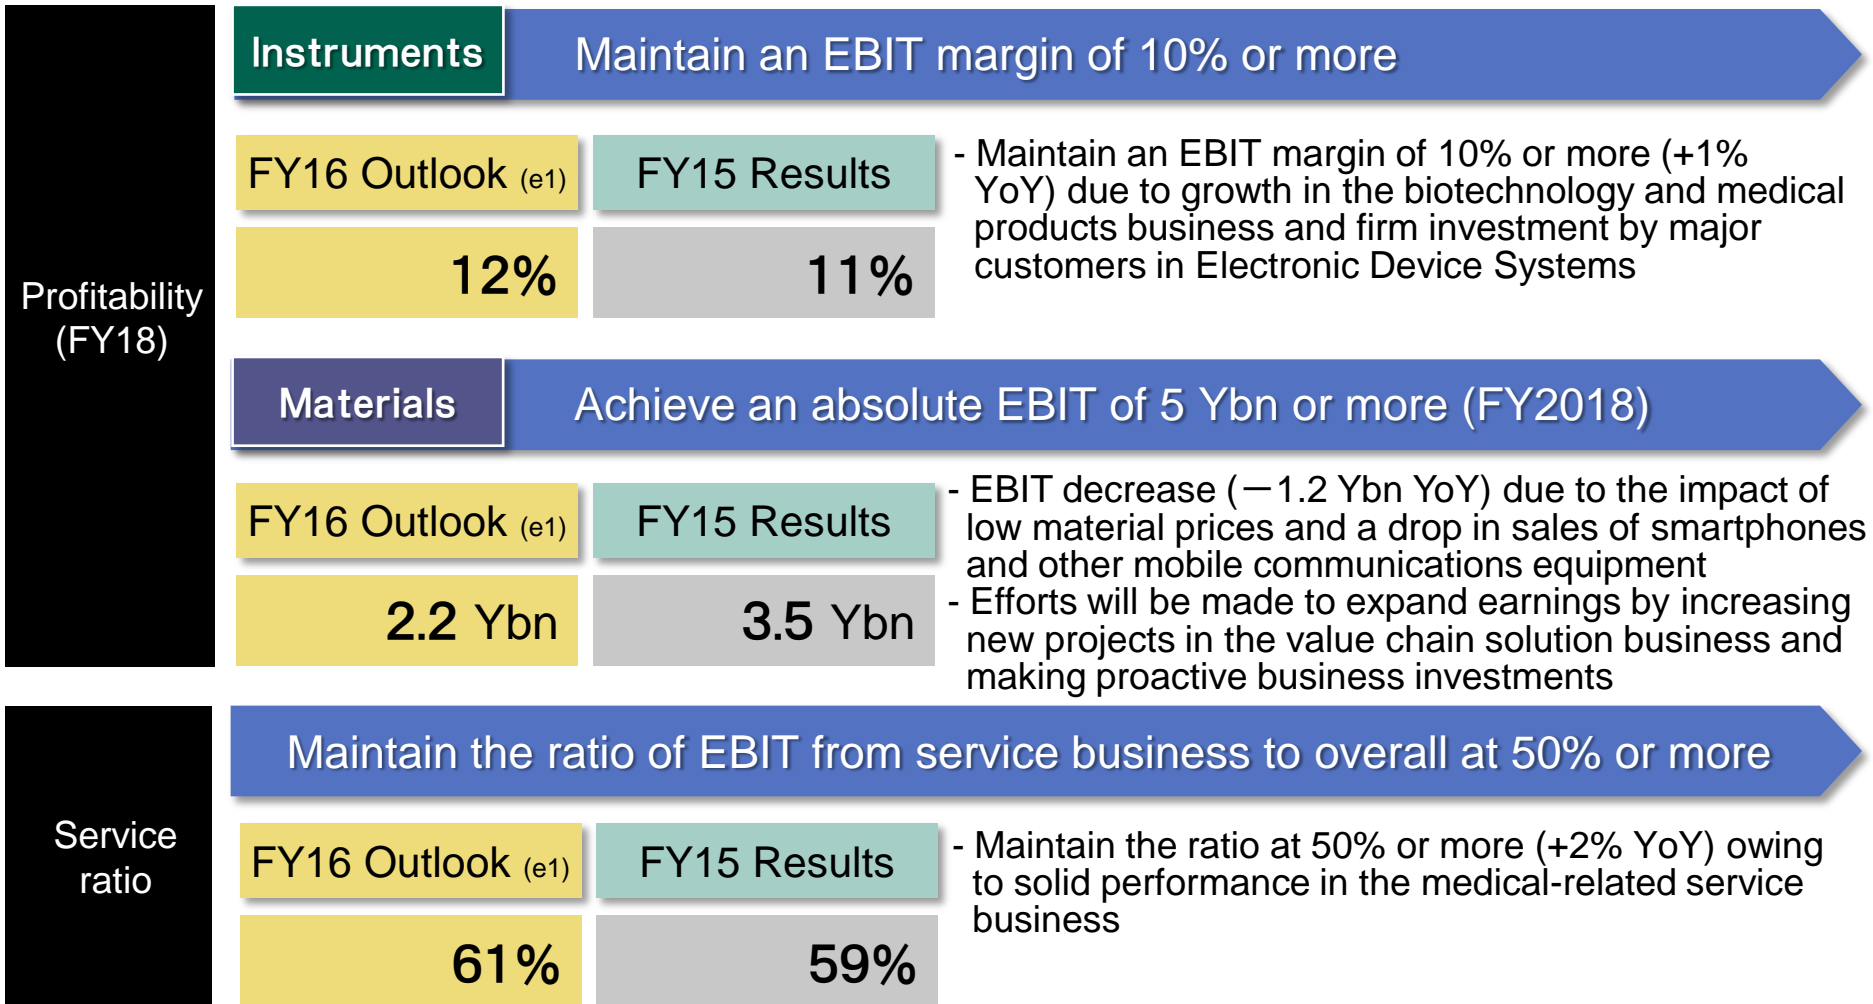 Profitability
(FY18)
Instruments
Maintain an EBIT margin of 10% or more
FY16 Outlook (e1)
FY15 Results
12%
11%
- Maintain an EBIT margin of 10% or more (+1%
YoY) due to growth in the biotechnology and medical
products business and firm investment by major
customers in Electronic Device Systems
Materials
Achieve an absolute EBIT of 5 Ybn or more (FY2018)
FY16 Outlook (e1)
FY15 Results
2.2 Ybn
3.5 Ybn
- EBIT decrease (－1.2 Ybn YoY) due to the impact of
low material prices and a drop in sales of smartphones
and other mobile communications equipment
- Efforts will be made to expand earnings by increasing
new projects in the value chain solution business and
making proactive business investments
Service
ratio
Maintain the ratio of EBIT from service business to overall at 50% or more
FY16 Outlook (e1)
FY15 Results
61%
59%
- Maintain the ratio at 50% or more (+2% YoY) owing
to solid performance in the medical-related service
business